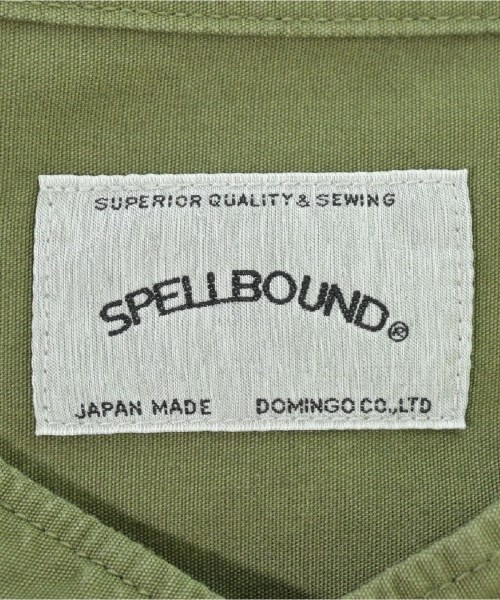 SUPERIOR QUALITY & SEWING
SPELLBOUND®
JAPAN MADE DOMINGO CO.,LTD